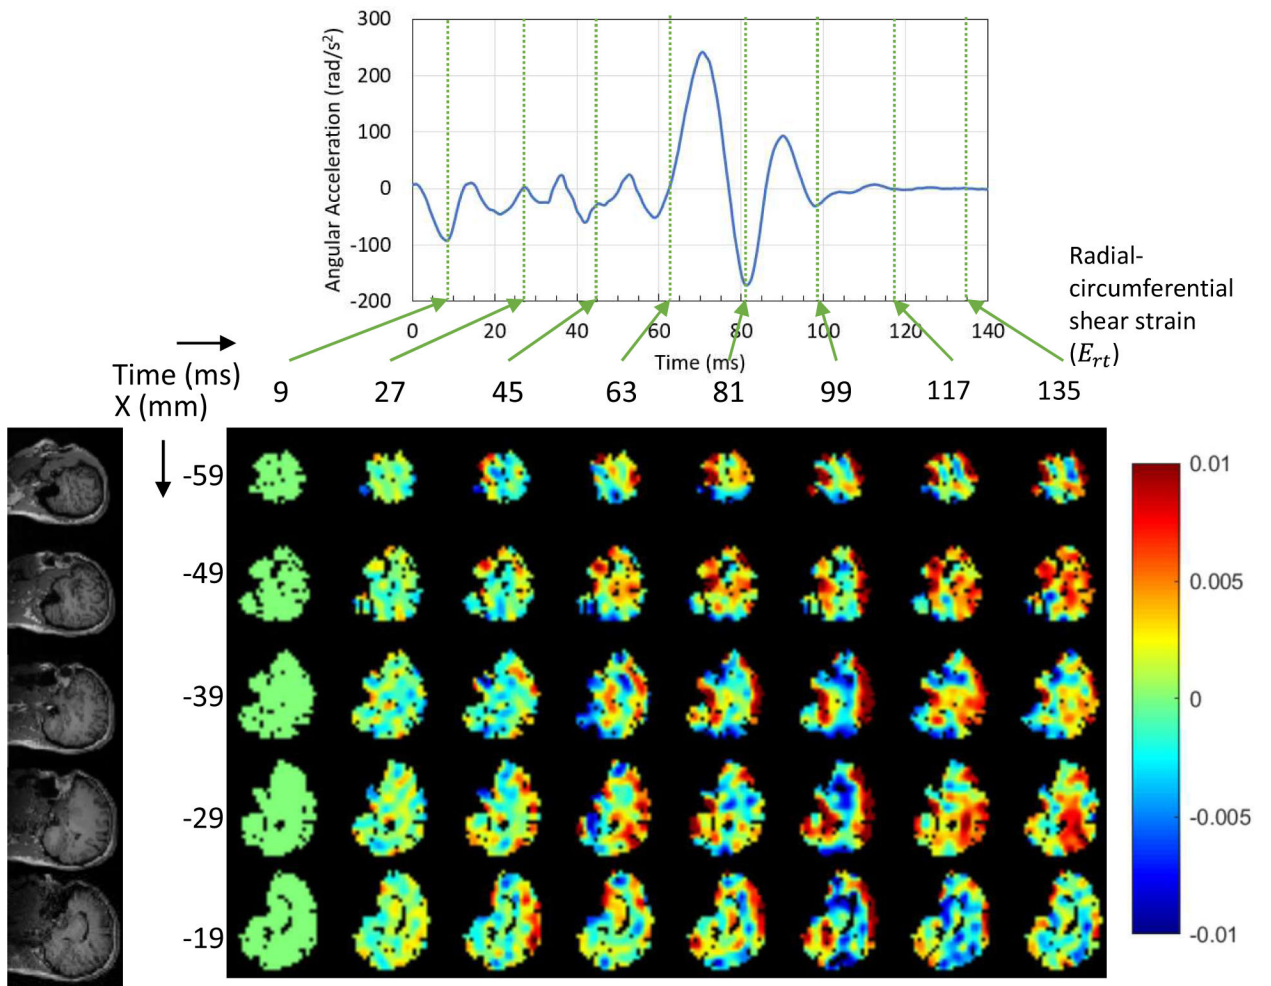 300
200
100
0
-100
-200
Angular Acceleration (rad/s²)
0 20 40 60 80 100 120 140
Time (ms)
Radial-
circumferential
shear strain
(E_rt)
Time (ms)
X (mm)
9 27 45 63 81 99 117 135
-59
-49
-39
-29
-19
0.01
0.005
0
-0.005
-0.01